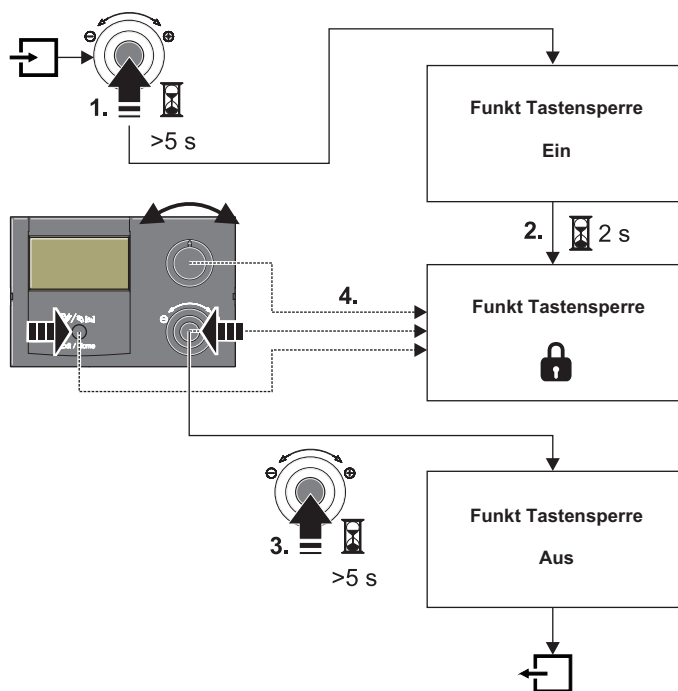 1.
>5 s
Funkt Tastensperre
Ein
2.
2 s
4.
Funkt Tastensperre
3.
>5 s
Funkt Tastensperre
Aus